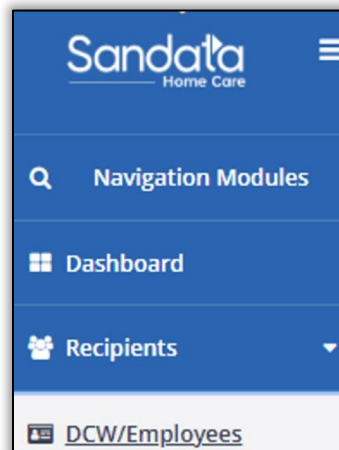 Sandata
Home Care
Navigation Modules
Dashboard
Recipients
DCW/Employees